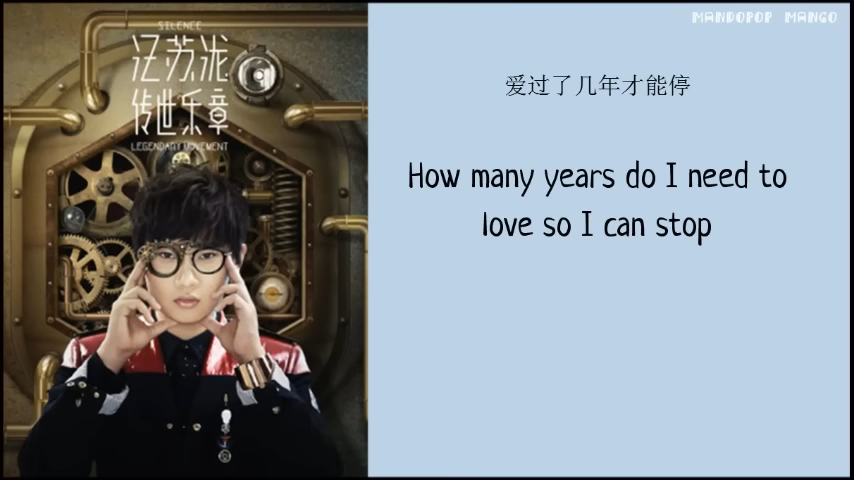 SILENCE
汪苏泷
传世乐章
LEGENDARY MOVEMENT
MANDOPOP MANGO
爱过了几年才能停
How many years do I need to
love so I can stop